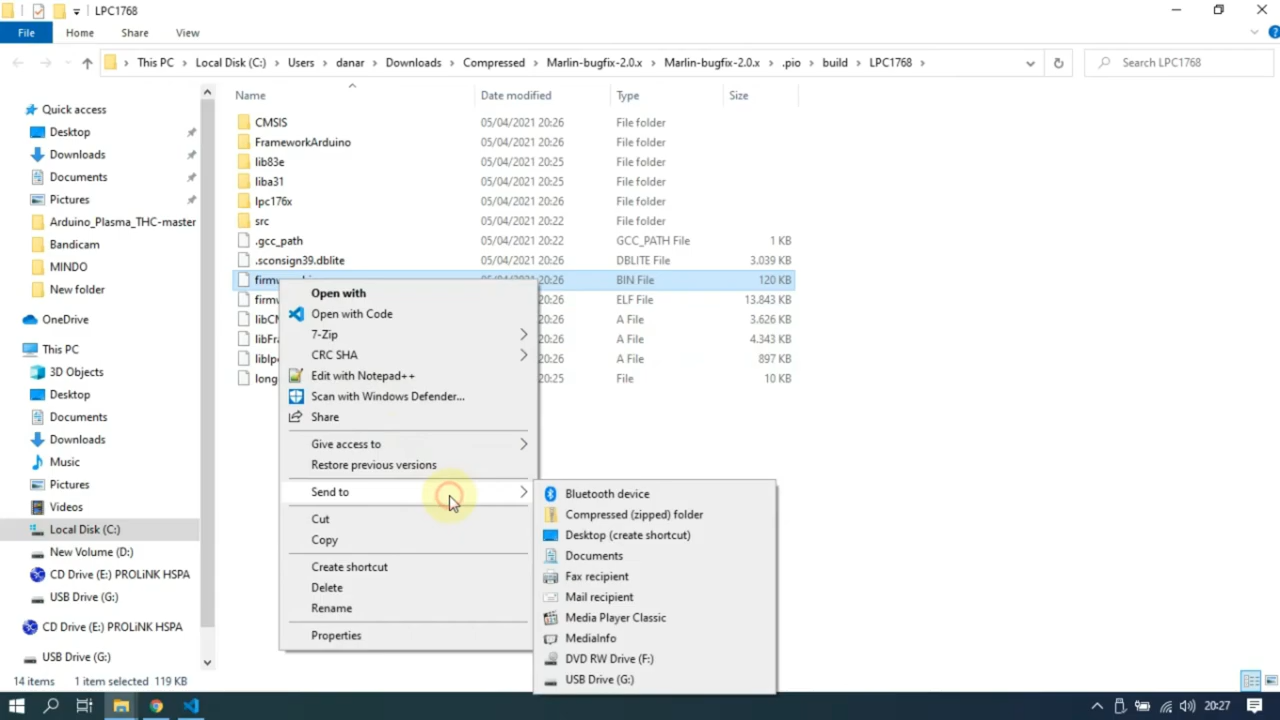 LPC1768
File Home Share View
This PC Local Disk (C:) Users danar Downloads Compressed Marlin-bugfix-2.0.x Marlin-bugfix-2.0.x .pio build LPC1768
Search LPC1768
Name Date modified Type Size
Quick access
Desktop
Downloads
Documents
Pictures
Arduino_Plasma_THC-master
Bandicam
MINDO
New folder
OneDrive
This PC
3D Objects
Desktop
Documents
Downloads
Music
Pictures
Videos
Local Disk (C:)
New Volume (D:)
CD Drive (E:) PROLiNK HSPA
USB Drive (G:)
CD Drive (E:) PROLiNK HSPA
USB Drive (G:)
CMSIS 05/04/2021 20:26 File folder
FrameworkArduino 05/04/2021 20:26 File folder
lib83e 05/04/2021 20:26 File folder
liba31 05/04/2021 20:25 File folder
lpc176x 05/04/2021 20:26 File folder
src 05/04/2021 20:22 File folder
.gcc_path 05/04/2021 20:22 GCC_PATH File 1 KB
.sconsign39.dblite 05/04/2021 20:26 DBLITE File 3.039 KB
20:26 BIN File 120 KB
20:26 ELF File 13.843 KB
20:26 A File 3.626 KB
20:26 A File 4.343 KB
20:26 A File 897 KB
long 20:25 File 10 KB
Open with
Open with Code
7-Zip
CRC SHA
Edit with Notepad++
Scan with Windows Defender...
Share
Give access to
Restore previous versions
Send to
Cut
Copy
Create shortcut
Delete
Rename
Properties
Bluetooth device
Compressed (zipped) folder
Desktop (create shortcut)
Documents
Fax recipient
Mail recipient
Media Player Classic
MediaInfo
DVD RW Drive (F:)
USB Drive (G:)
14 items 1 item selected 119 KB
20:27